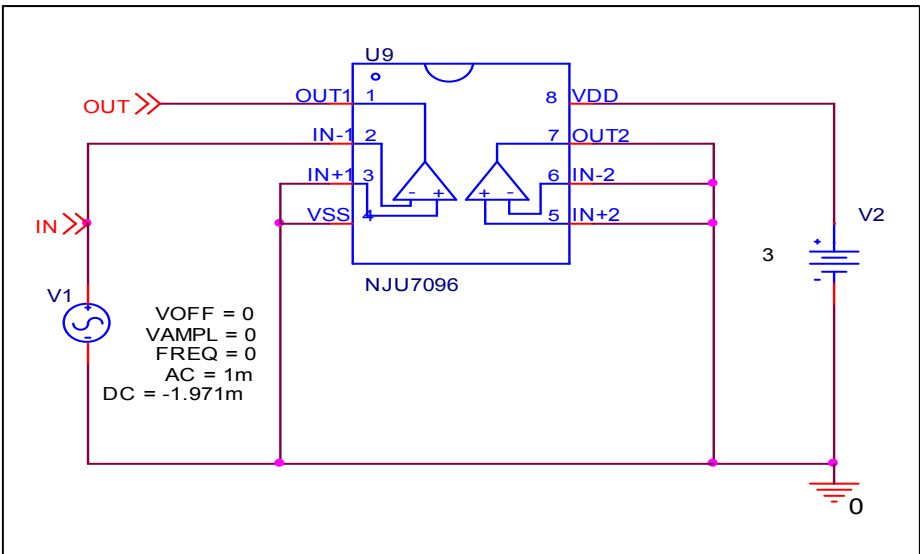 U9
OUT
OUT1 1
8 VDD
IN-1 2
7 OUT2
IN+1 3
6 IN-2
IN
VSS 4
5 IN+2
- +
+ -
V2
+
3
-
NJU7096
V1
+
-
VOFF = 0
VAMPL = 0
FREQ = 0
AC = 1m
DC = -1.971m
0